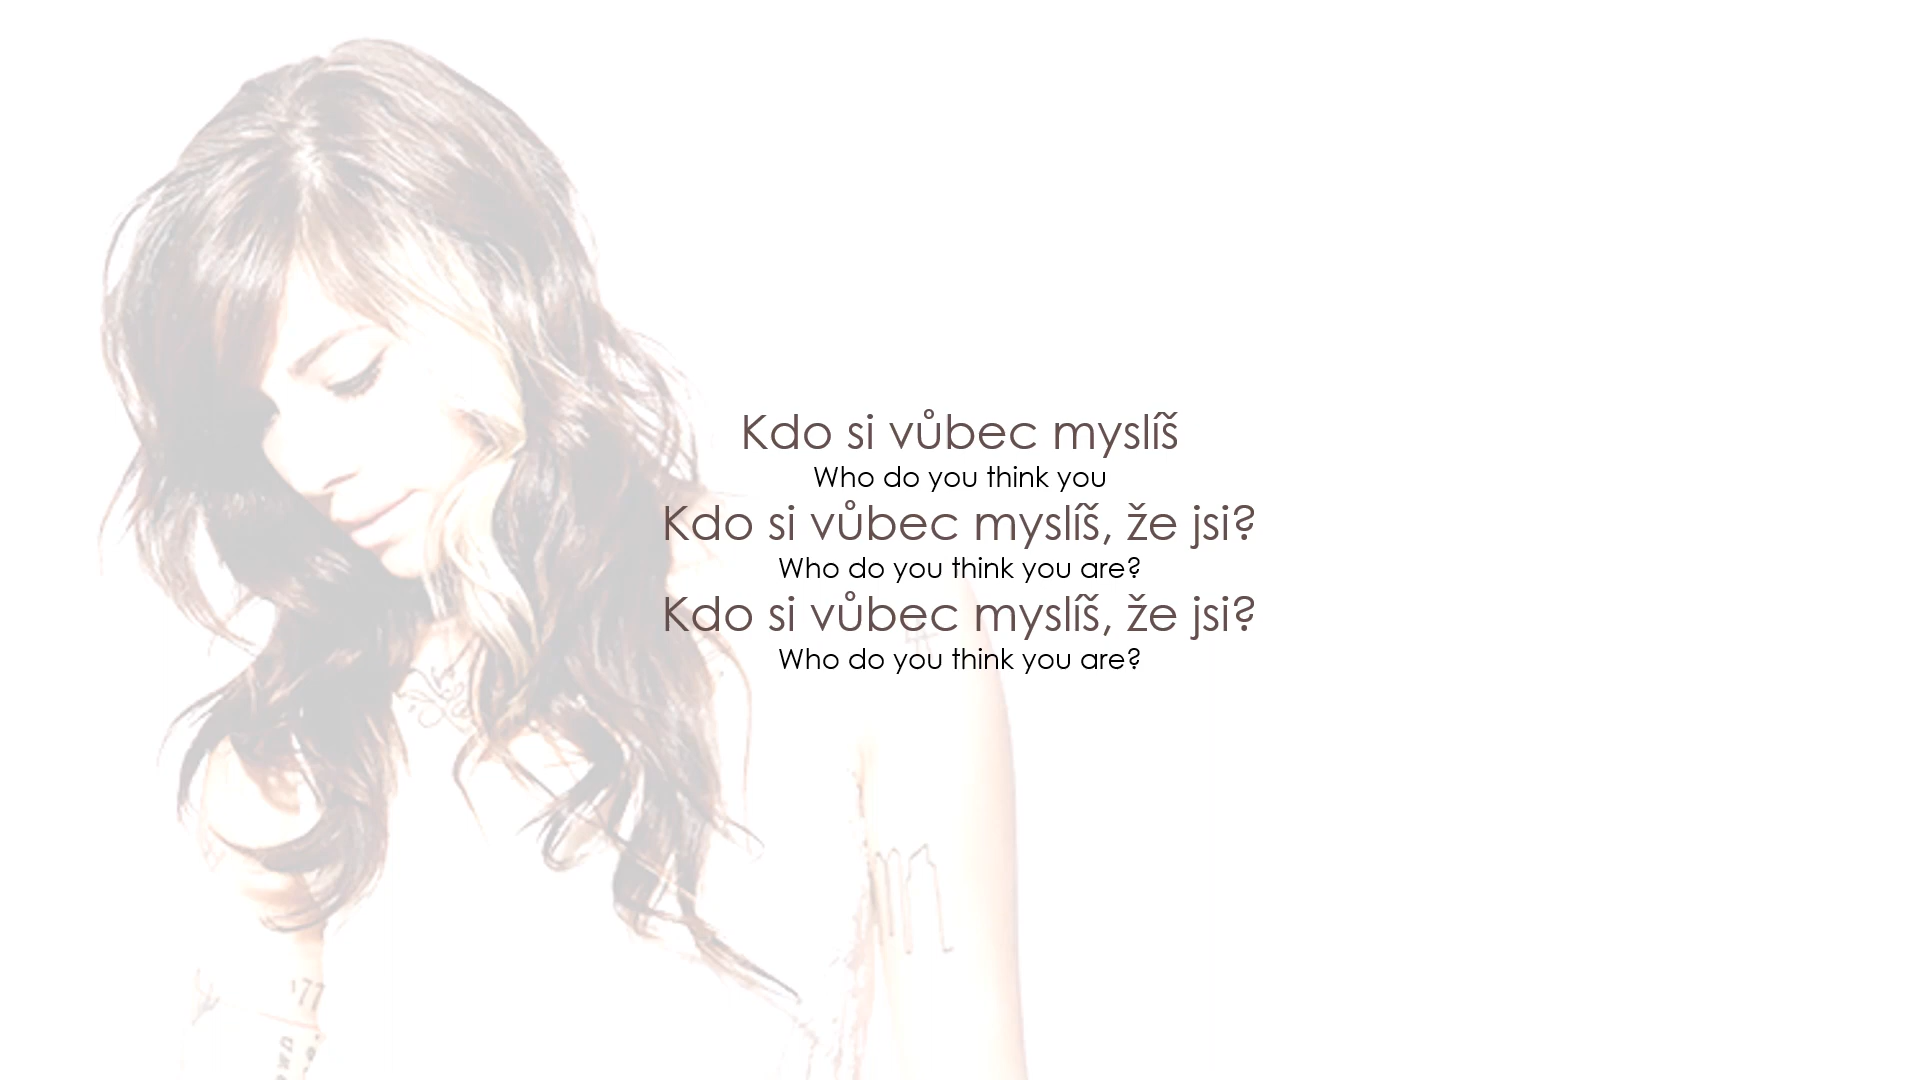 Kdo si vůbec myslíš
Who do you think you
Kdo si vůbec myslíš, že jsi?
Who do you think you are?
Kdo si vůbec myslíš, že jsi?
Who do you think you are?
177